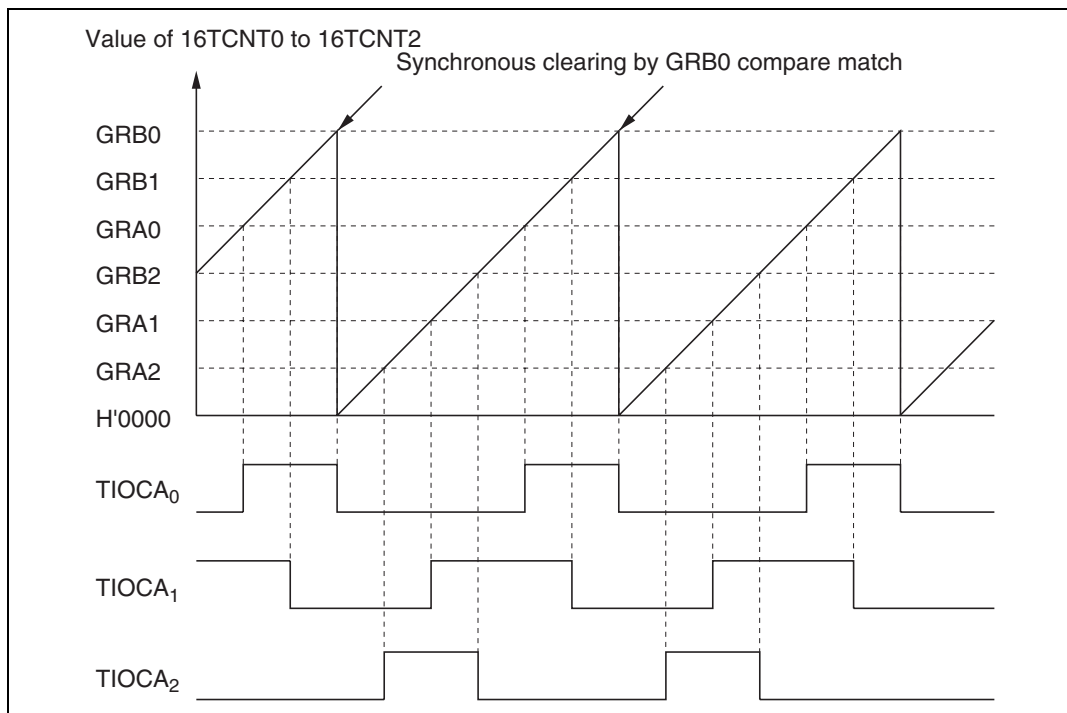 Value of 16TCNT0 to 16TCNT2
Synchronous clearing by GRB0 compare match
GRB0
GRB1
GRA0
GRB2
GRA1
GRA2
H'0000
TIOCA₀
TIOCA₁
TIOCA₂